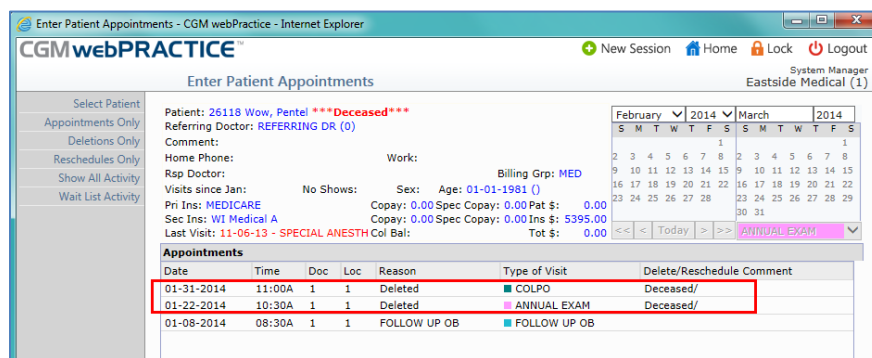 Enter Patient Appointments - CGM webPractice - Internet Explorer
CGM webPRACTICE™
New Session Home Lock Logout
System Manager
Enter Patient Appointments Eastside Medical (1)
Select Patient
Appointments Only
Deletions Only
Reschedules Only
Show All Activity
Wait List Activity
Patient: 26118 Wow, Pentel ***Deceased***
Referring Doctor: REFERRING DR (0)
Comment:
Home Phone: Work:
Rsp Doctor: Billing Grp: MED
Visits since Jan: No Shows: Sex: Age: 01-01-1981 ()
Pri Ins: MEDICARE Copay: 0.00 Spec Copay: 0.00 Pat $: 0.00
Sec Ins: WI Medical A Copay: 0.00 Spec Copay: 0.00 Ins $: 5395.00
Last Visit: 11-06-13 - SPECIAL ANESTH Col Bal: Tot $: 0.00
February 2014 March 2014
S M T W T F S S M T W T F S
1 1
2 3 4 5 6 7 8 2 3 4 5 6 7 8
9 10 11 12 13 14 15 9 10 11 12 13 14 15
16 17 18 19 20 21 22 16 17 18 19 20 21 22
23 24 25 26 27 28 23 24 25 26 27 28 29
30 31
<< < Today > >> ANNUAL EXAM
Appointments
Date Time Doc Loc Reason Type of Visit Delete/Reschedule Comment
01-31-2014 11:00A 1 1 Deleted COLPO Deceased/
01-22-2014 10:30A 1 1 Deleted ANNUAL EXAM Deceased/
01-08-2014 08:30A 1 1 FOLLOW UP OB FOLLOW UP OB